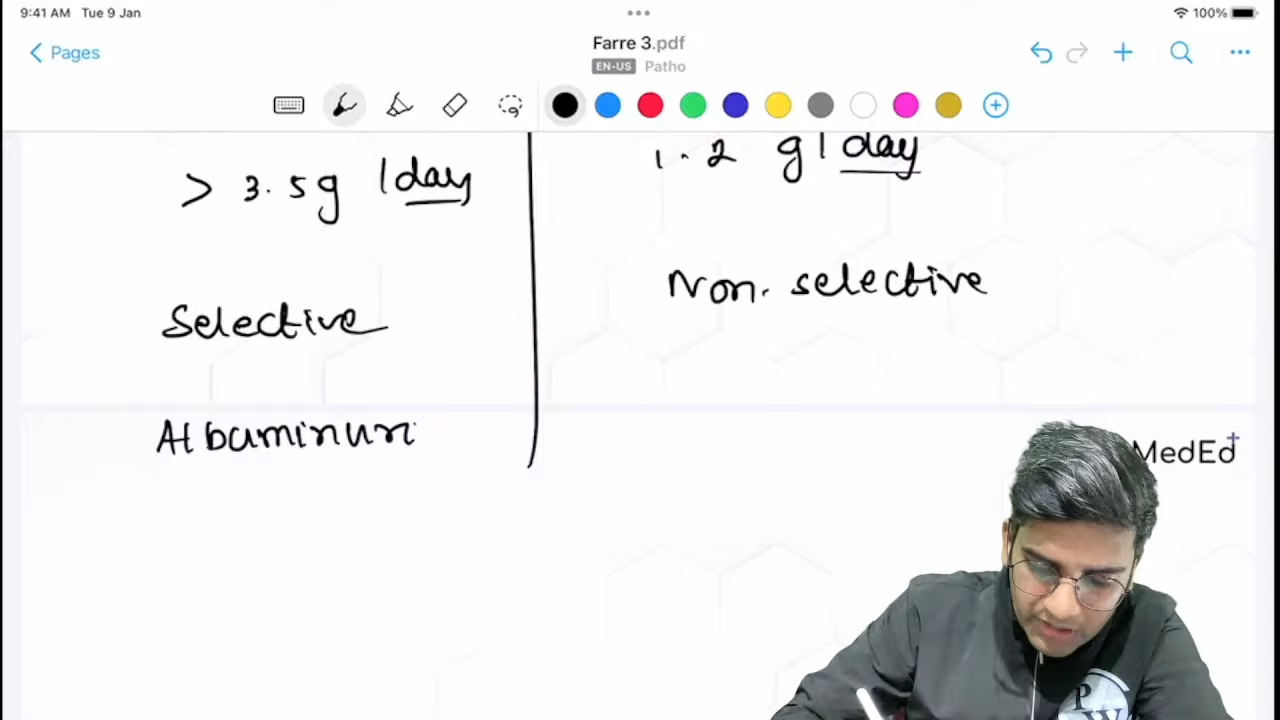 9:41 AM Tue 9 Jan
100%
Pages
Farre 3.pdf
EN-US Patho
> 3.5g /day
1.2 g/day
Selective
Non. selective
Albuminuri
MedEd
P
W